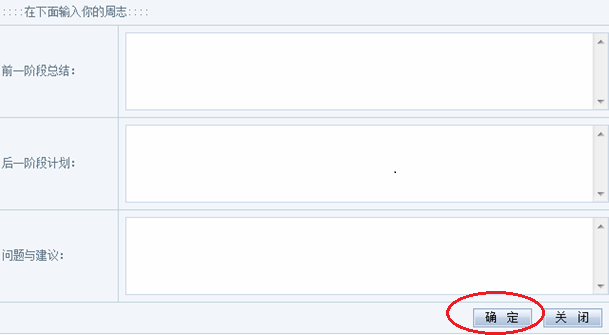 ::::在下面输入你的周志::::
前一阶段总结:
后一阶段计划:
问题与建议:
确 定 关 闭